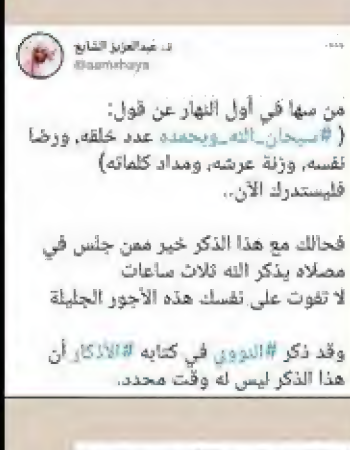 د. عبدالعزيز الشايع
@aamshaya
من سها في أول النهار عن قول:
( #سبحان_الله_وبحمده عدد خلقه، ورضا
نفسه، وزنة عرشه، ومداد كلماته)
فليستدرك الآن..
فحالك مع هذا الذكر خير ممن جلس في
مصلاه يذكر الله ثلاث ساعات
لا تفوت على نفسك هذه الأجور الجليلة
وقد ذكر #النووي في كتابه #الأذكار أن
هذا الذكر ليس له وقت محدد.